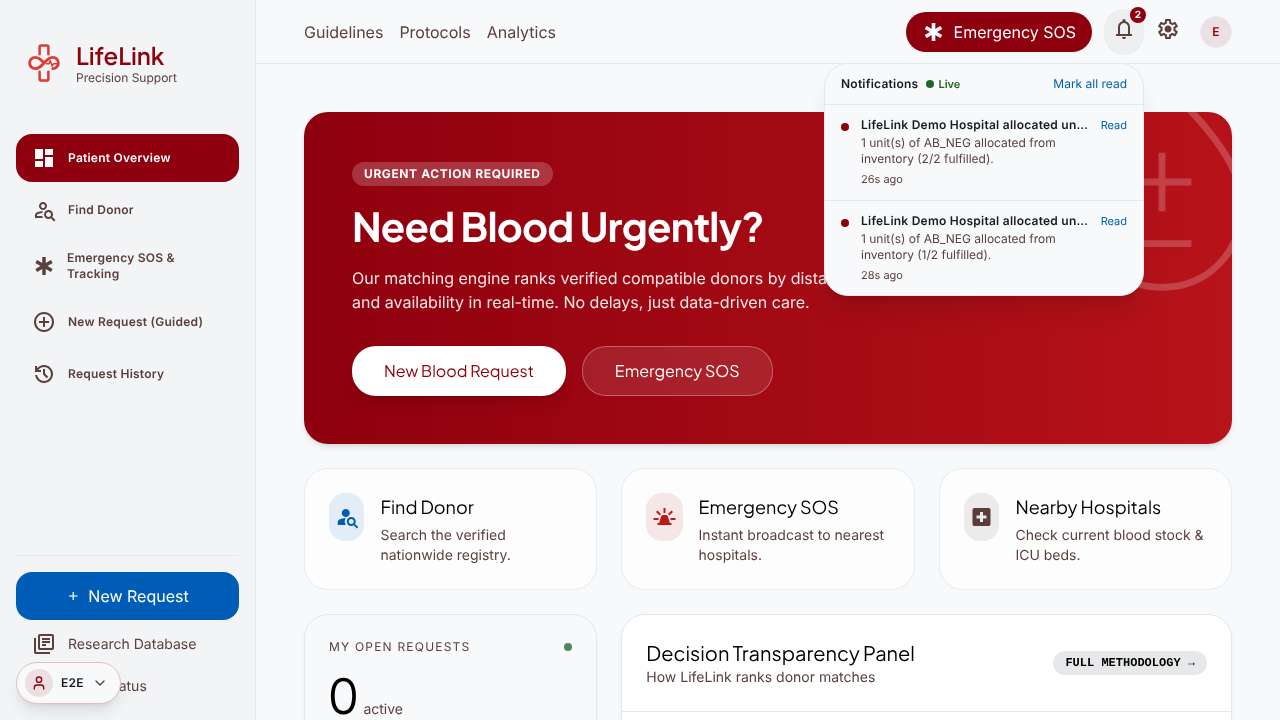 LifeLink
Precision Support
Patient Overview
Find Donor
Emergency SOS &
Tracking
New Request (Guided)
Request History
+ New Request
Research Database
E2E
atus
Guidelines Protocols Analytics
Emergency SOS
2
E
Notifications Live Mark all read
LifeLink Demo Hospital allocated un... Read
1 unit(s) of AB_NEG allocated from
inventory (2/2 fulfilled).
26s ago
LifeLink Demo Hospital allocated un... Read
1 unit(s) of AB_NEG allocated from
inventory (1/2 fulfilled).
28s ago
URGENT ACTION REQUIRED
Need Blood Urgently?
Our matching engine ranks verified compatible donors by dista
and availability in real-time. No delays, just data-driven care.
New Blood Request
Emergency SOS
Find Donor
Search the verified
nationwide registry.
Emergency SOS
Instant broadcast to nearest
hospitals.
Nearby Hospitals
Check current blood stock &
ICU beds.
MY OPEN REQUESTS
0 active
Decision Transparency Panel
How LifeLink ranks donor matches
FULL METHODOLOGY →